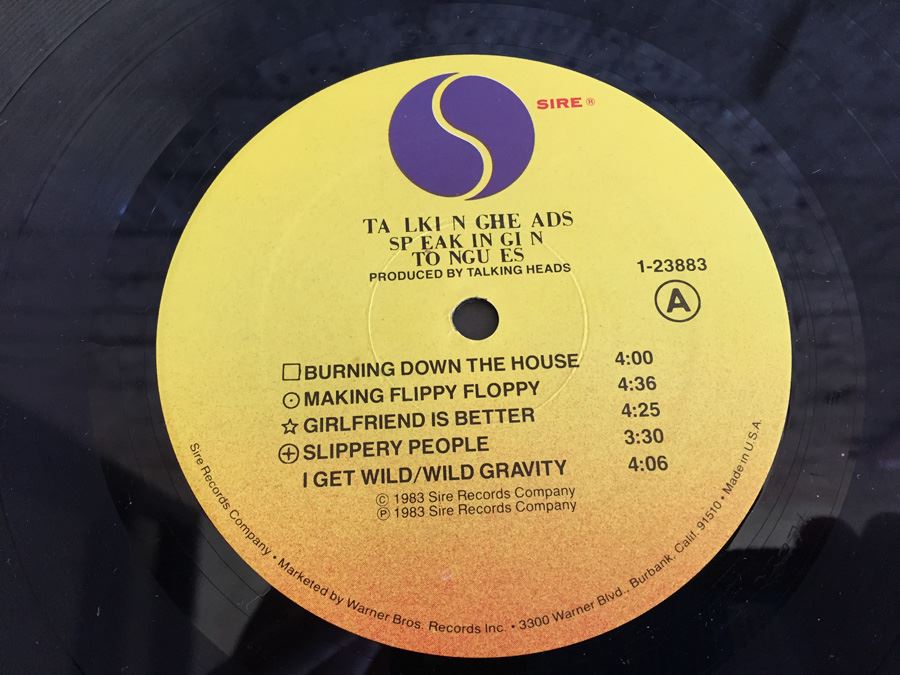 SIRE ®
TA LKI N GHE ADS
SP EAK IN GI N
TO NGU ES
PRODUCED BY TALKING HEADS
1-23883
A
BURNING DOWN THE HOUSE 4:00
MAKING FLIPPY FLOPPY 4:36
GIRLFRIEND IS BETTER 4:25
SLIPPERY PEOPLE 3:30
I GET WILD/WILD GRAVITY 4:06
© 1983 Sire Records Company
℗ 1983 Sire Records Company
Sire Records Company • Marketed by Warner Bros. Records Inc. • 3300 Warner Blvd., Burbank, Calif. 91510 • Made in U.S.A.